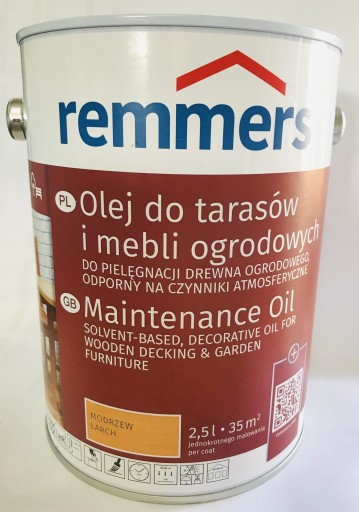 remmers
PL Olej do tarasów
i mebli ogrodowych
DO PIELĘGNACJI DREWNA OGRODOWEGO,
ODPORNY NA CZYNNIKI ATMOSFERYCZNE
GB Maintenance Oil
SOLVENT-BASED, DECORATIVE OIL FOR
WOODEN DECKING & GARDEN
FURNITURE
MODRZEW
LARCH
2,5 l · 35 m²
jednokrotnego malowania
per coat